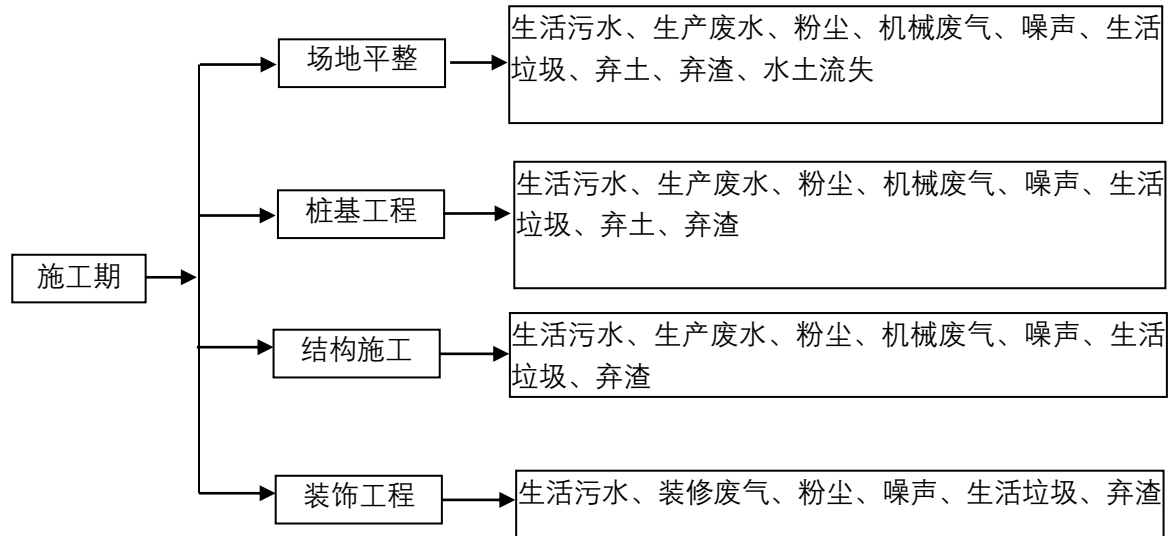 场地平整
生活污水、生产废水、粉尘、机械废气、噪声、生活
垃圾、弃土、弃渣、水土流失
桩基工程
生活污水、生产废水、粉尘、机械废气、噪声、生活
垃圾、弃土、弃渣
施工期
结构施工
生活污水、生产废水、粉尘、机械废气、噪声、生活
垃圾、弃渣
装饰工程
生活污水、装修废气、粉尘、噪声、生活垃圾、弃渣